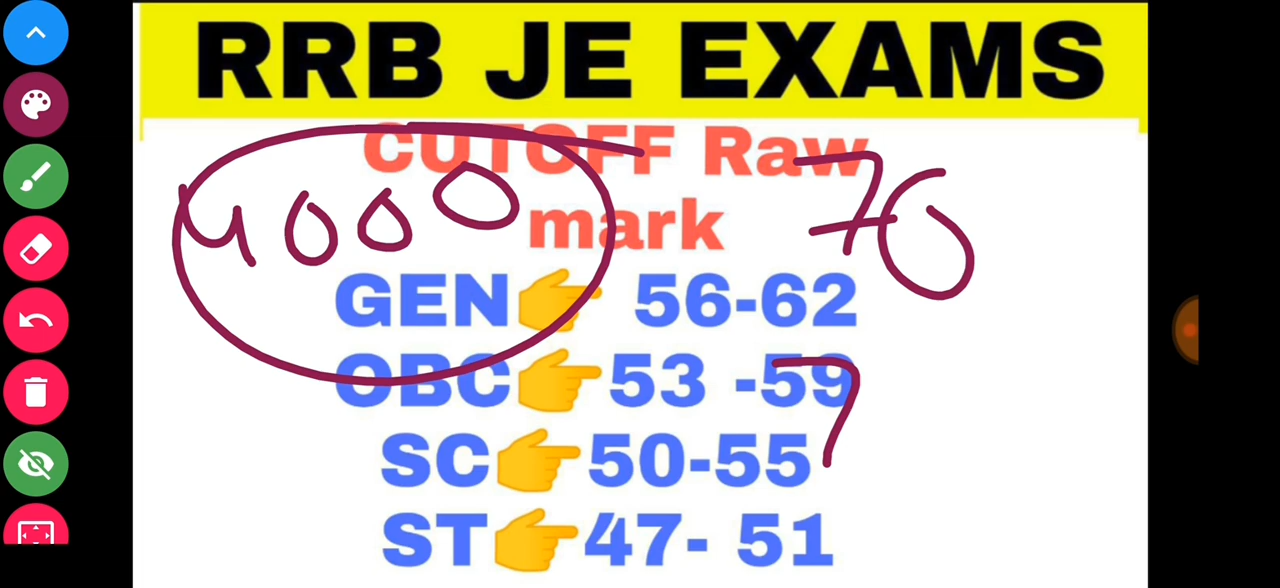 RRB JE EXAMS
CUTOFF Raw
mark
4000
70
GEN👉 56-62
OBC👉53 -59
7
SC👉50-55
ST👉47- 51